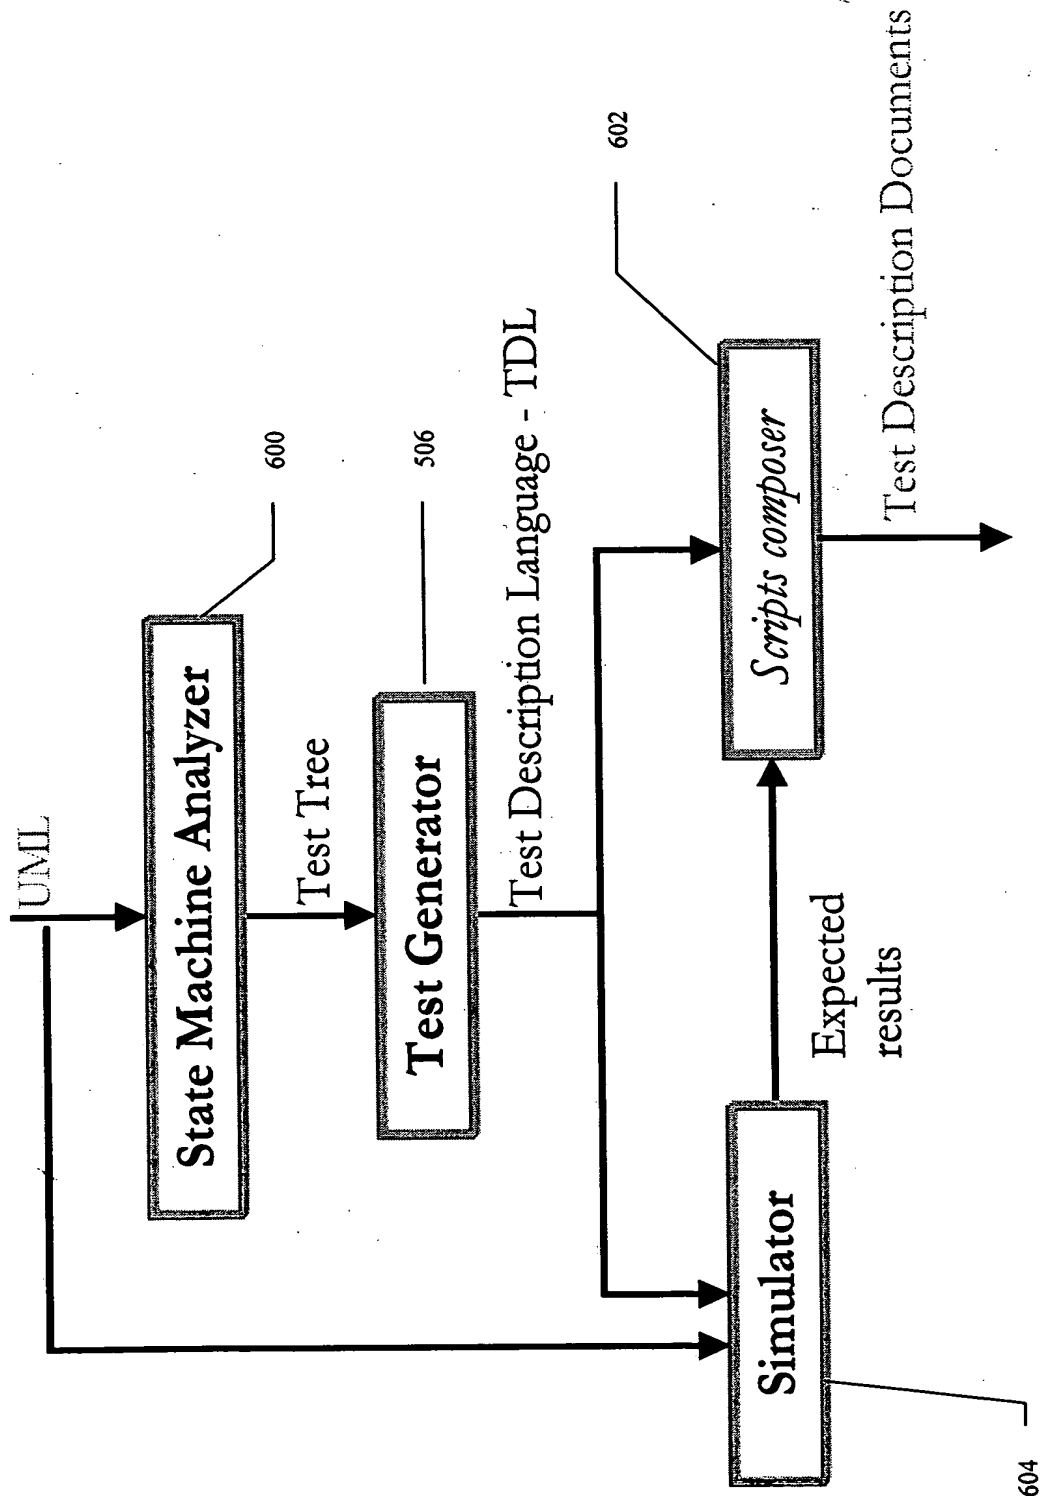 UML
State Machine Analyzer
600
Test Tree
Test Generator
506
Test Description Language - TDL
602
Simulator
604
Expected
results
Scripts composer
Test Description Documents